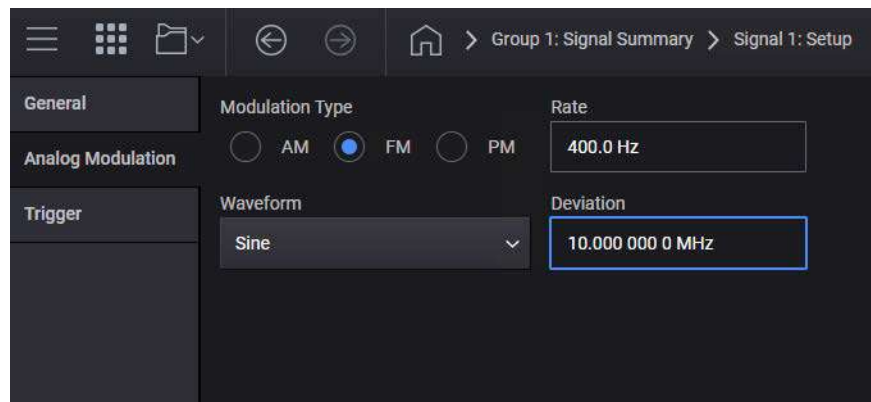 Group 1: Signal Summary > Signal 1: Setup
General
Analog Modulation
Trigger
Modulation Type
AM FM PM
Waveform
Sine
Rate
400.0 Hz
Deviation
10.000 000 0 MHz